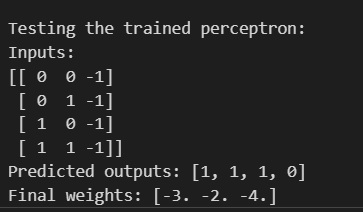 Testing the trained perceptron:
Inputs:
[[ 0  0 -1]
 [ 0  1 -1]
 [ 1  0 -1]
 [ 1  1 -1]]
Predicted outputs: [1, 1, 1, 0]
Final weights: [-3. -2. -4.]